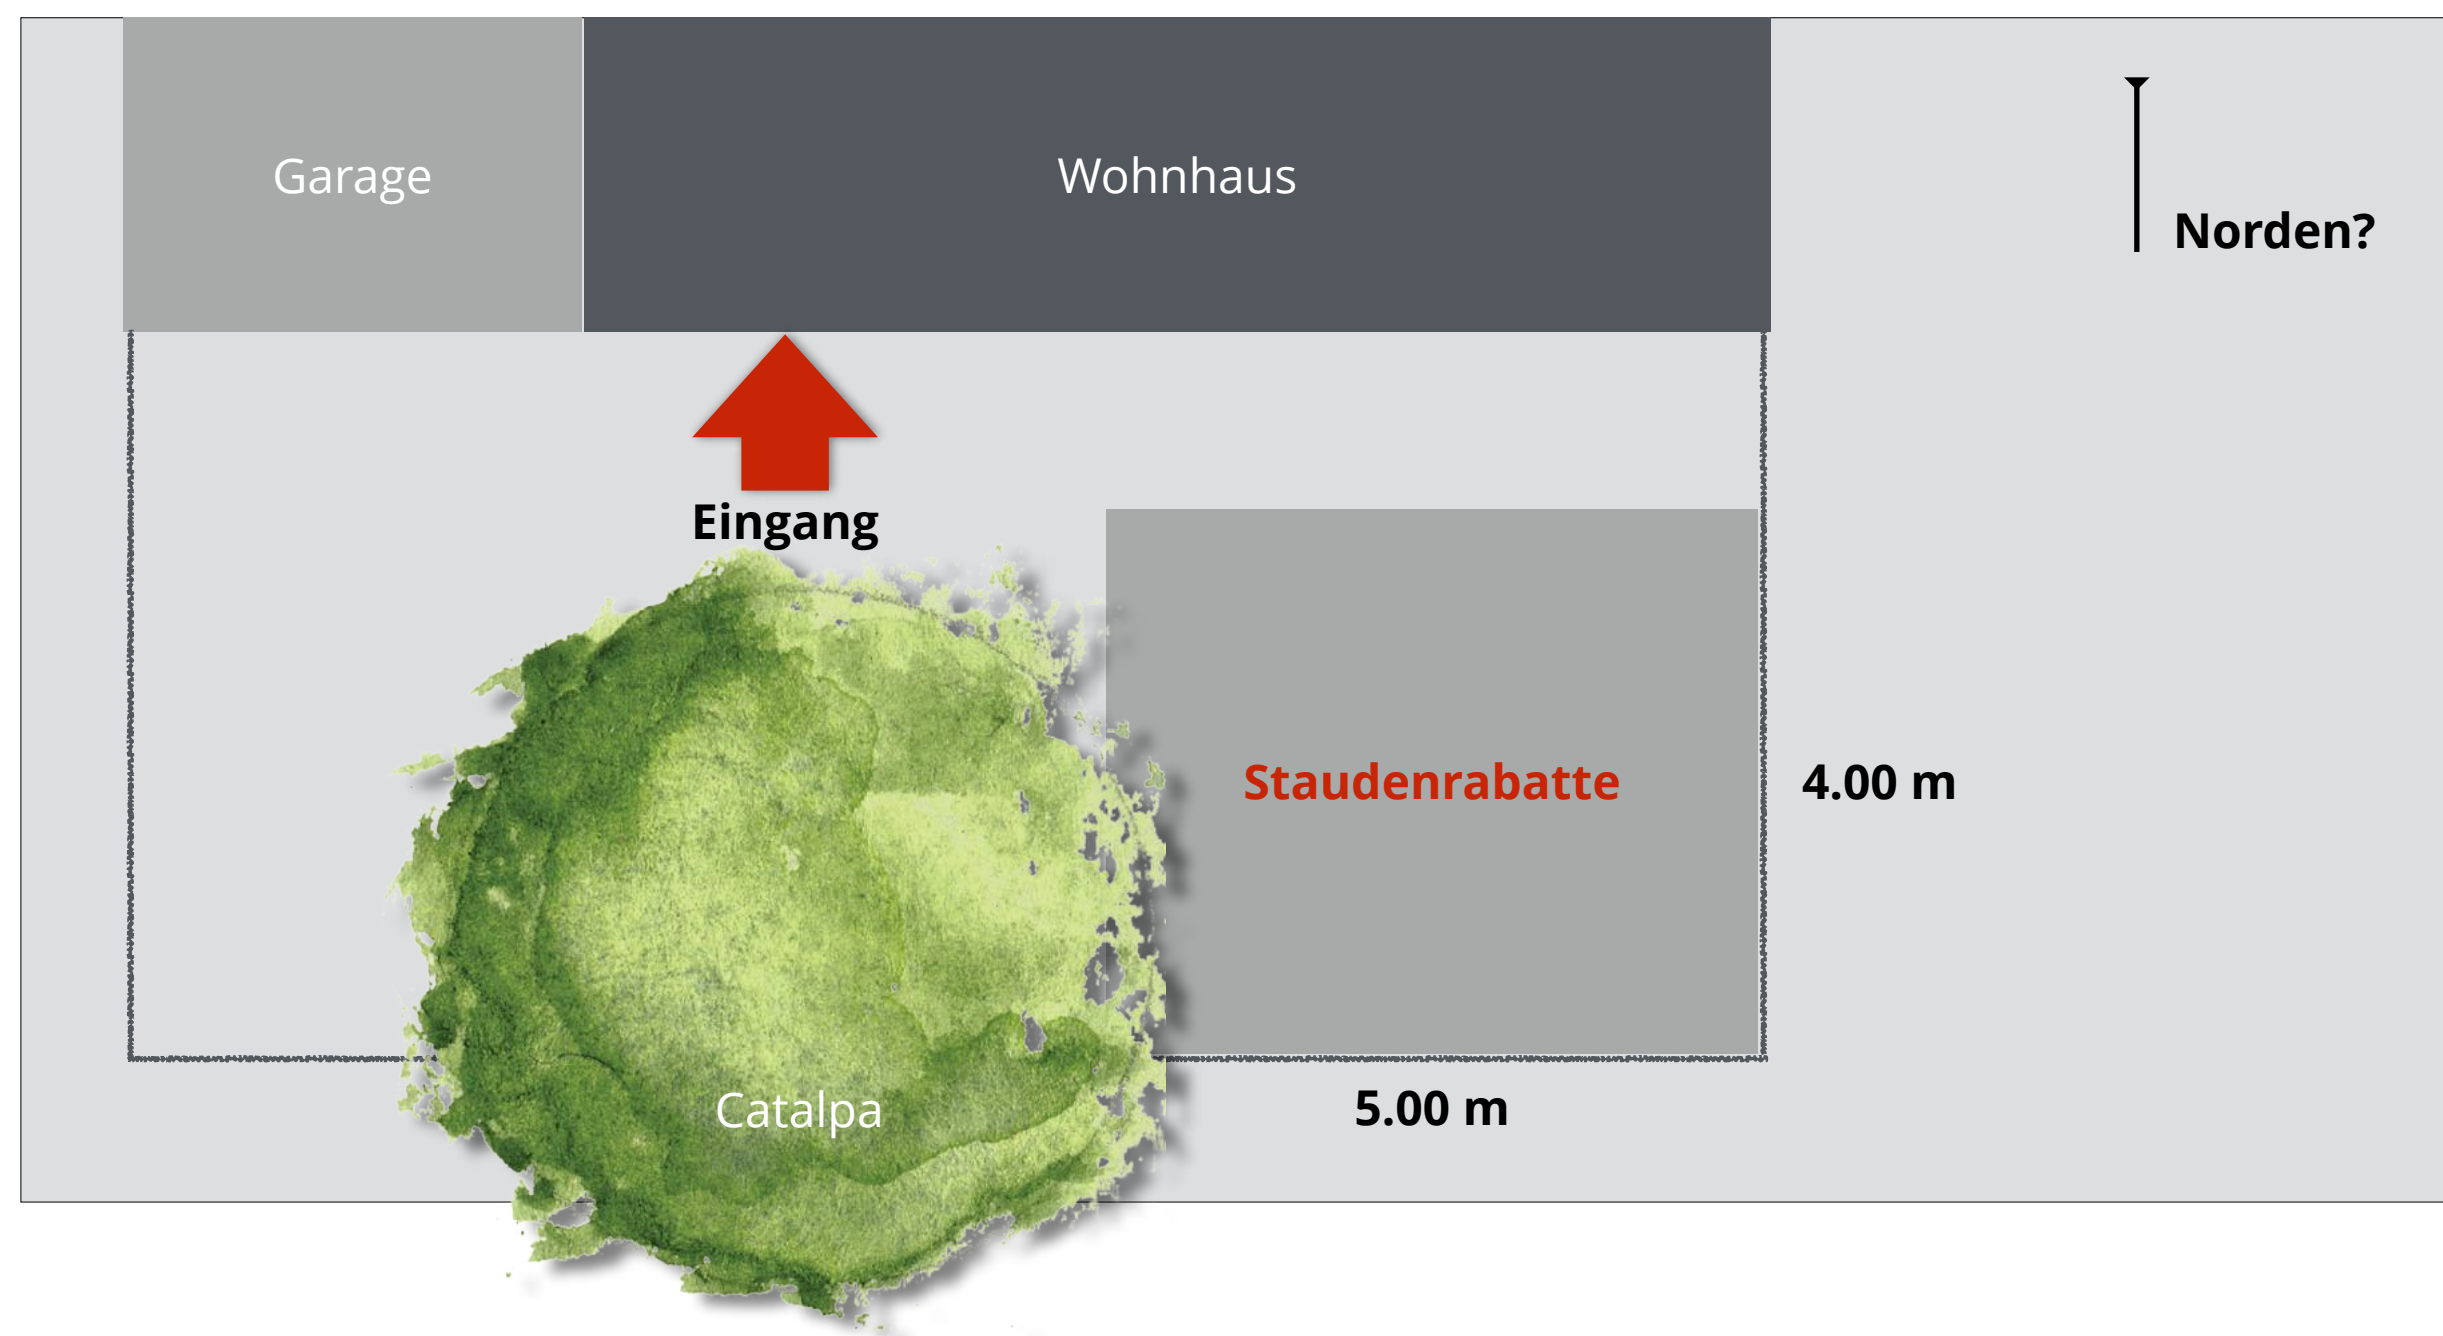 Garage
Wohnhaus
Norden?
Eingang
Staudenrabatte
4.00 m
Catalpa
5.00 m